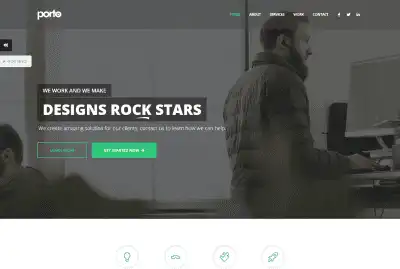 porto
HOME ABOUT SERVICES WORK CONTACT
WE WORK AND WE MAKE
DESIGNS ROCK STARS
We create amazing solution for our clients, contact us to learn how we can help.
LEARN MORE
GET STARTED NOW